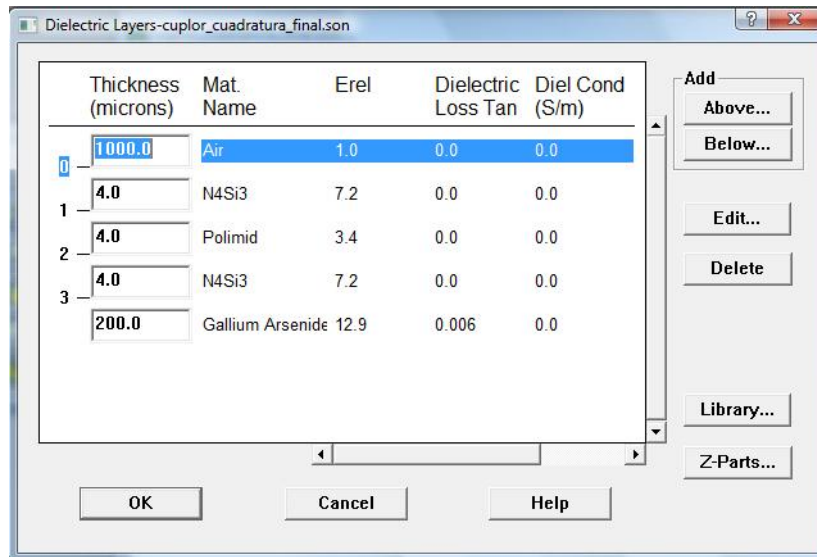 Dielectric Layers-cuplor_cuadratura_final.son
Thickness Mat. Erel Dielectric Diel Cond
(microns) Name Loss Tan (S/m)
1000.0 Air 1.0 0.0 0.0
0
4.0 N4Si3 7.2 0.0 0.0
1
4.0 Polimid 3.4 0.0 0.0
2
4.0 N4Si3 7.2 0.0 0.0
3
200.0 Gallium Arsenide 12.9 0.006 0.0
Add
Above...
Below...
Edit...
Delete
Library...
Z-Parts...
OK Cancel Help